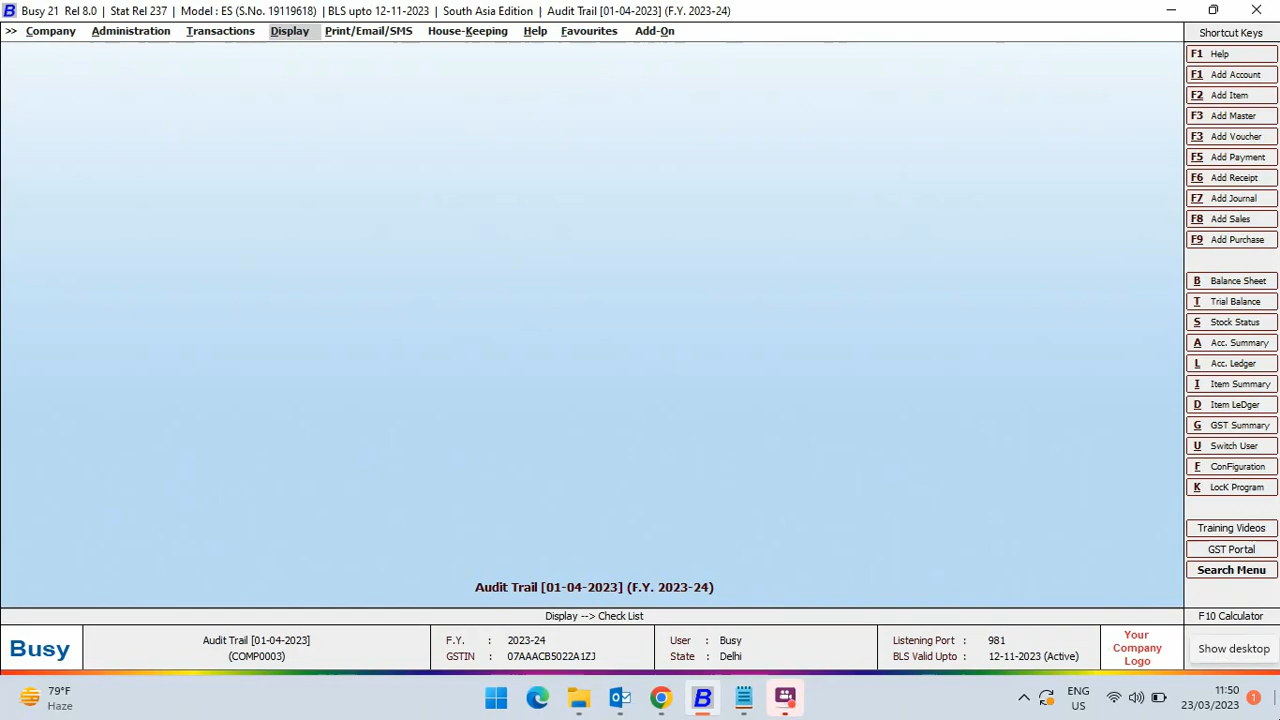 Busy 21 Rel 8.0 | Stat Rel 237 | Model : ES (S.No. 19119618) | BLS upto 12-11-2023 | South Asia Edition | Audit Trail [01-04-2023] (F.Y. 2023-24)
>> Company Administration Transactions Display Print/Email/SMS House-Keeping Help Favourites Add-On
Shortcut Keys
F1 Help
F1 Add Account
F2 Add Item
F3 Add Master
F3 Add Voucher
F5 Add Payment
F6 Add Receipt
F7 Add Journal
F8 Add Sales
F9 Add Purchase
B Balance Sheet
T Trial Balance
S Stock Status
A Acc. Summary
L Acc. Ledger
I Item Summary
D Item LeDger
G GST Summary
U Switch User
F ConFiguration
K LocK Program
Training Videos
GST Portal
Search Menu
Audit Trail [01-04-2023] (F.Y. 2023-24)
Display --> Check List
F10 Calculator
Busy
Audit Trail [01-04-2023]
(COMP0003)
F.Y. : 2023-24
GSTIN : 07AAACB5022A1ZJ
User : Busy
State : Delhi
Listening Port : 981
BLS Valid Upto : 12-11-2023 (Active)
Your
Company
Logo
Show desktop
79°F
Haze
ENG
US
11:50
23/03/2023
1